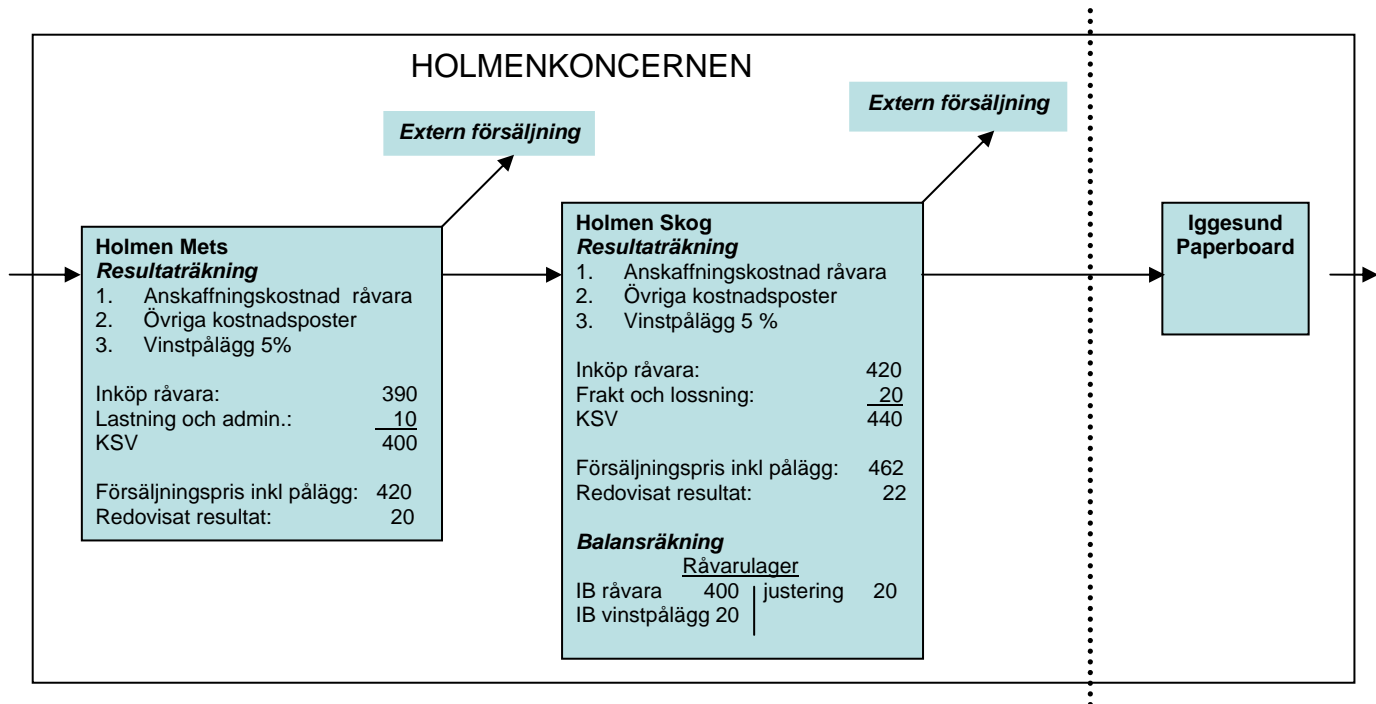 HOLMENKONCERNEN
Extern försäljning
Extern försäljning
Holmen Mets
Resultaträkning
1. Anskaffningskostnad råvara
2. Övriga kostnadsposter
3. Vinstpålägg 5%
Inköp råvara: 390
Lastning och admin.: 10
KSV 400
Försäljningspris inkl pålägg: 420
Redovisat resultat: 20
Holmen Skog
Resultaträkning
1. Anskaffningskostnad råvara
2. Övriga kostnadsposter
3. Vinstpålägg 5 %
Inköp råvara: 420
Frakt och lossning: 20
KSV 440
Försäljningspris inkl pålägg: 462
Redovisat resultat: 22
Balansräkning
Råvarulager
IB råvara 400 justering 20
IB vinstpålägg 20
Iggesund
Paperboard